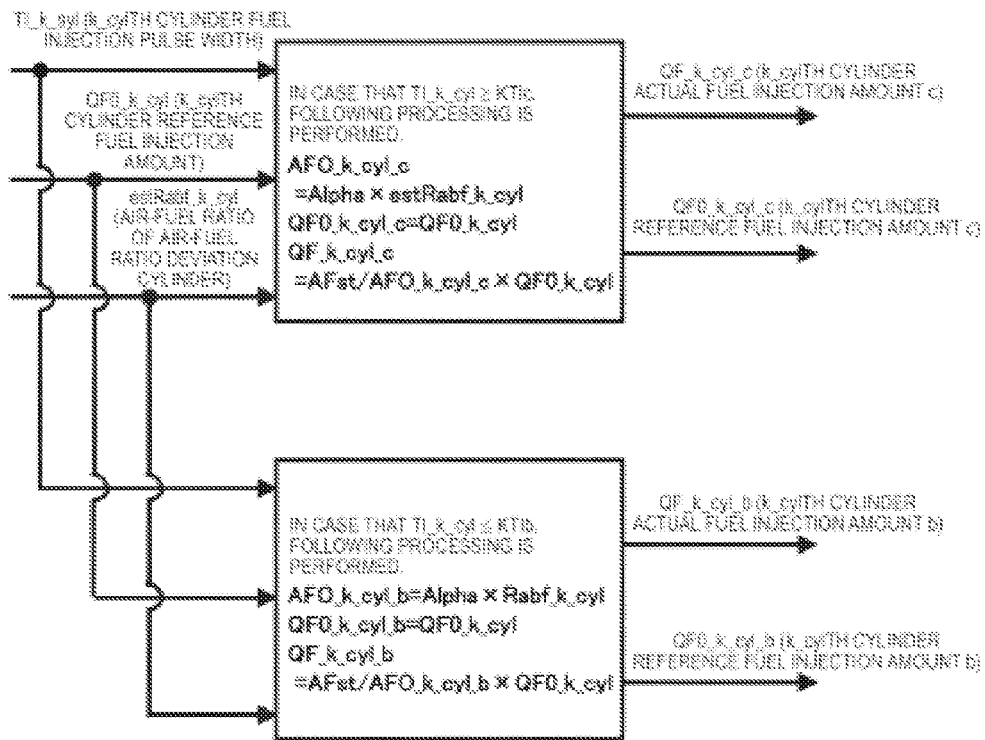 TI_k_cyl (k_cylTH CYLINDER FUEL
INJECTION PULSE WIDTH)
QF0_k_cyl (k_cylTH
CYLINDER REFERENCE
FUEL INJECTION
AMOUNT)
estRabf_k_cyl
(AIR-FUEL RATIO
OF AIR-FUEL
RATIO DEVIATION
CYLINDER)
IN CASE THAT TI_k_cyl ≥ KTIc,
FOLLOWING PROCESSING IS
PERFORMED.
AFO_k_cyl_c
=Alpha × estRabf_k_cyl
QF0_k_cyl_c=QF0_k_cyl
QF_k_cyl_c
=AFst/AFO_k_cyl_c × QF0_k_cyl
QF_k_cyl_c (k_cylTH CYLINDER
ACTUAL FUEL INJECTION AMOUNT c)
QF0_k_cyl_c (k_cylTH CYLINDER
REFERENCE FUEL INJECTION AMOUNT c)
IN CASE THAT TI_k_cyl ≤ KTIb,
FOLLOWING PROCESSING IS
PERFORMED.
AFO_k_cyl_b=Alpha × Rabf_k_cyl
QF0_k_cyl_b=QF0_k_cyl
QF_k_cyl_b
=AFst/AFO_k_cyl_b × QF0_k_cyl
QF_k_cyl_b (k_cylTH CYLINDER
ACTUAL FUEL INJECTION AMOUNT b)
QF0_k_cyl_b (k_cylTH CYLINDER
REFERENCE FUEL INJECTION AMOUNT b)